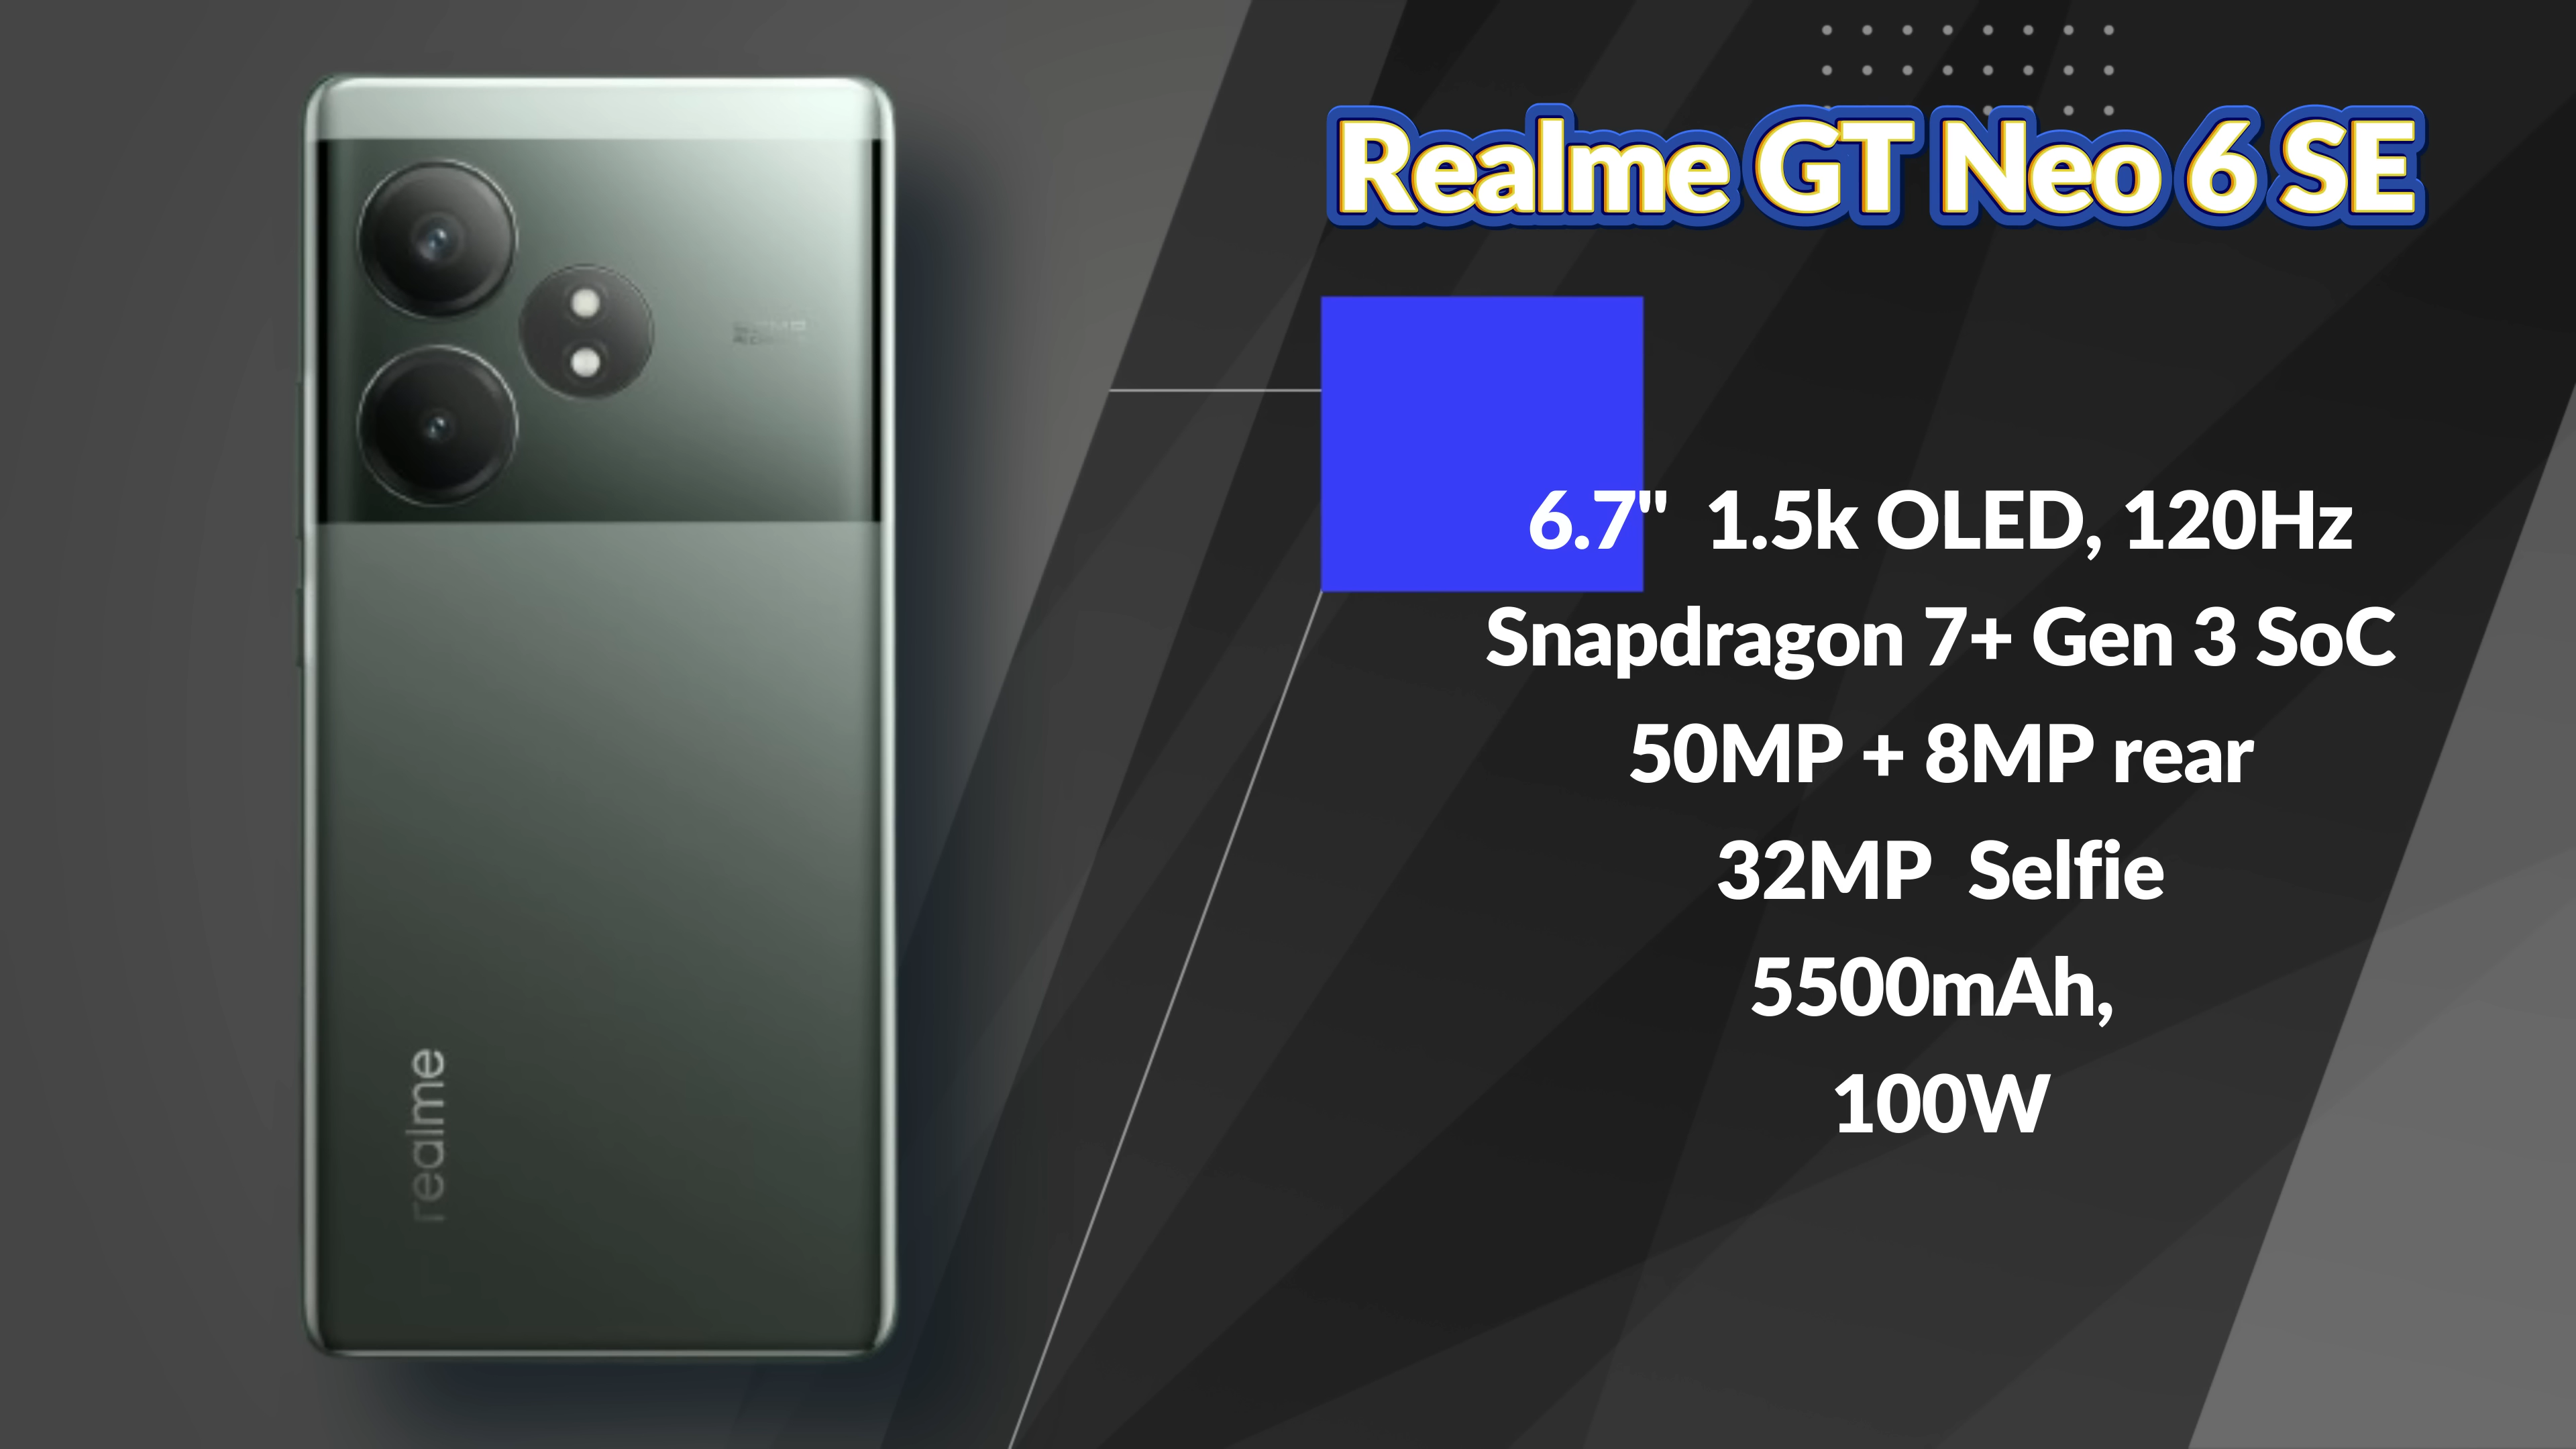 Realme GT Neo 6 SE
6.7" 1.5k OLED, 120Hz
Snapdragon 7+ Gen 3 SoC
50MP + 8MP rear
32MP Selfie
5500mAh,
100W
realme